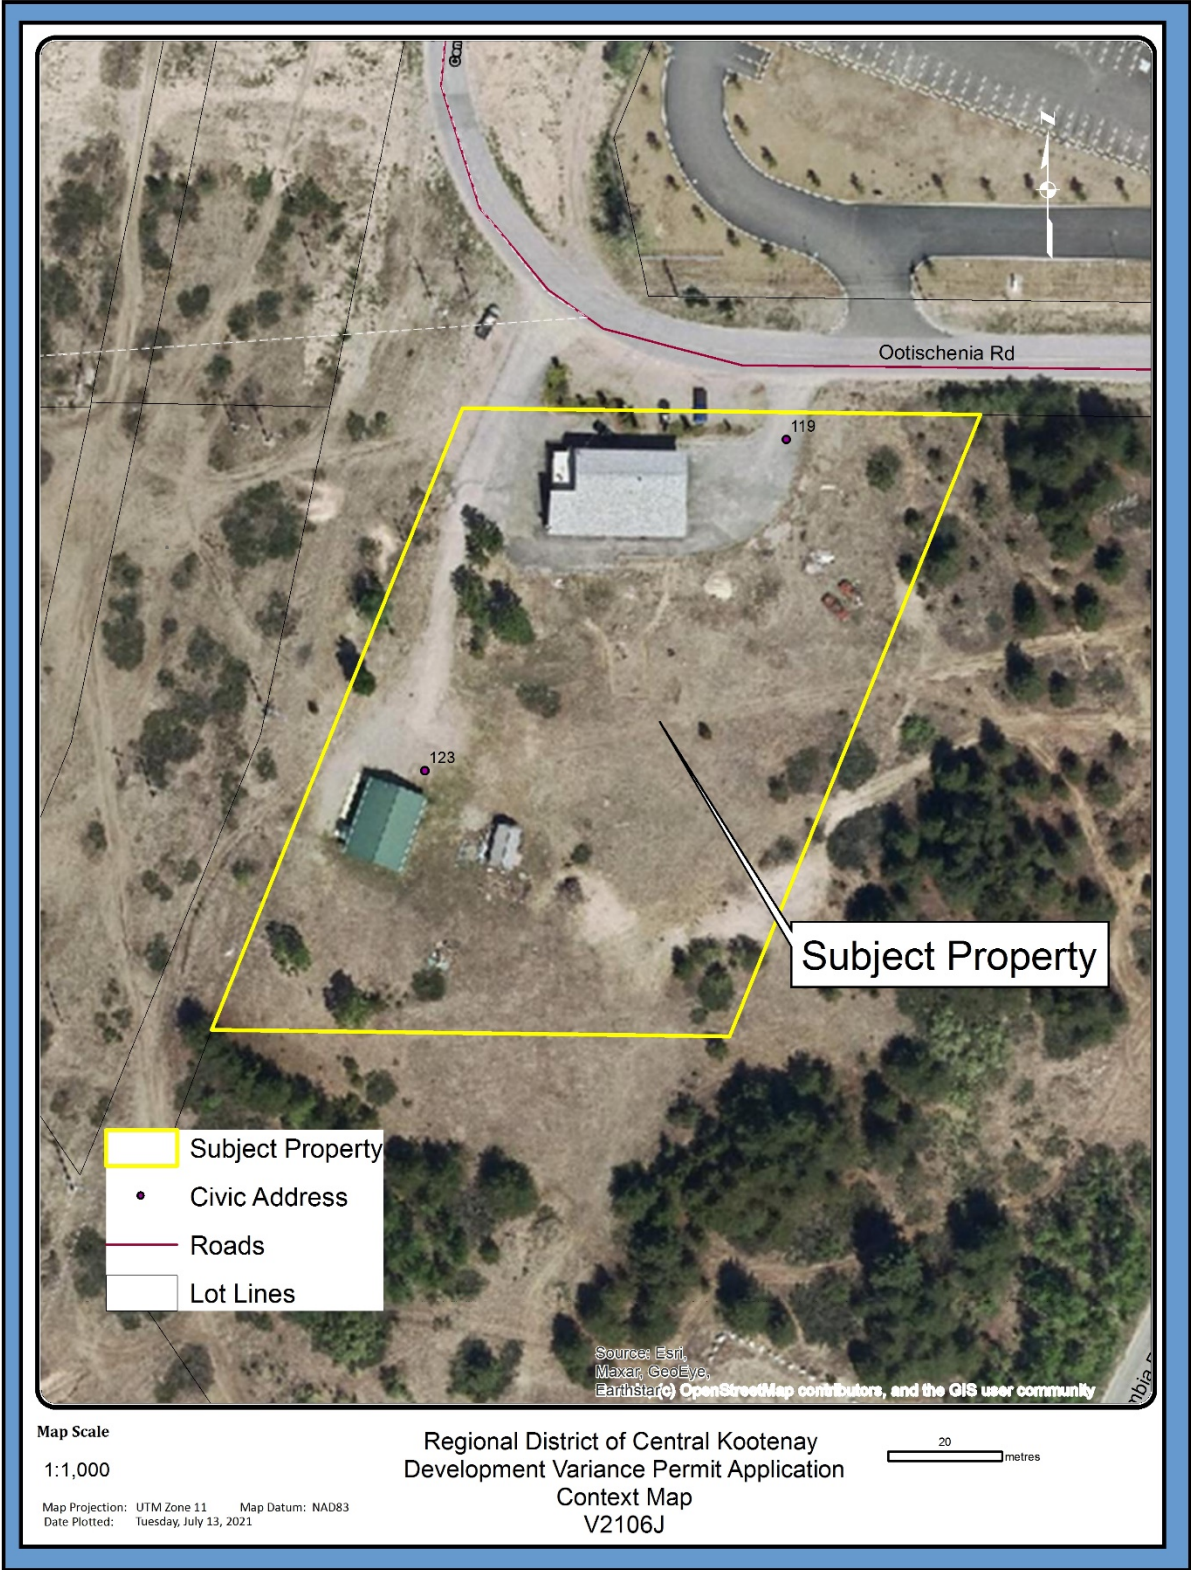 Ootischenia Rd
119
123
Subject Property
Subject Property
Civic Address
Roads
Lot Lines
Source: Esri,
Maxar, GeoEye,
(c) OpenStreetMap contributors, and the GIS user community
Map Scale
1:1,000
Map Projection: UTM Zone 11 Map Datum: NAD83
Date Plotted: Tuesday, July 13, 2021
Regional District of Central Kootenay
Development Variance Permit Application
Context Map
V2106J
20
metres